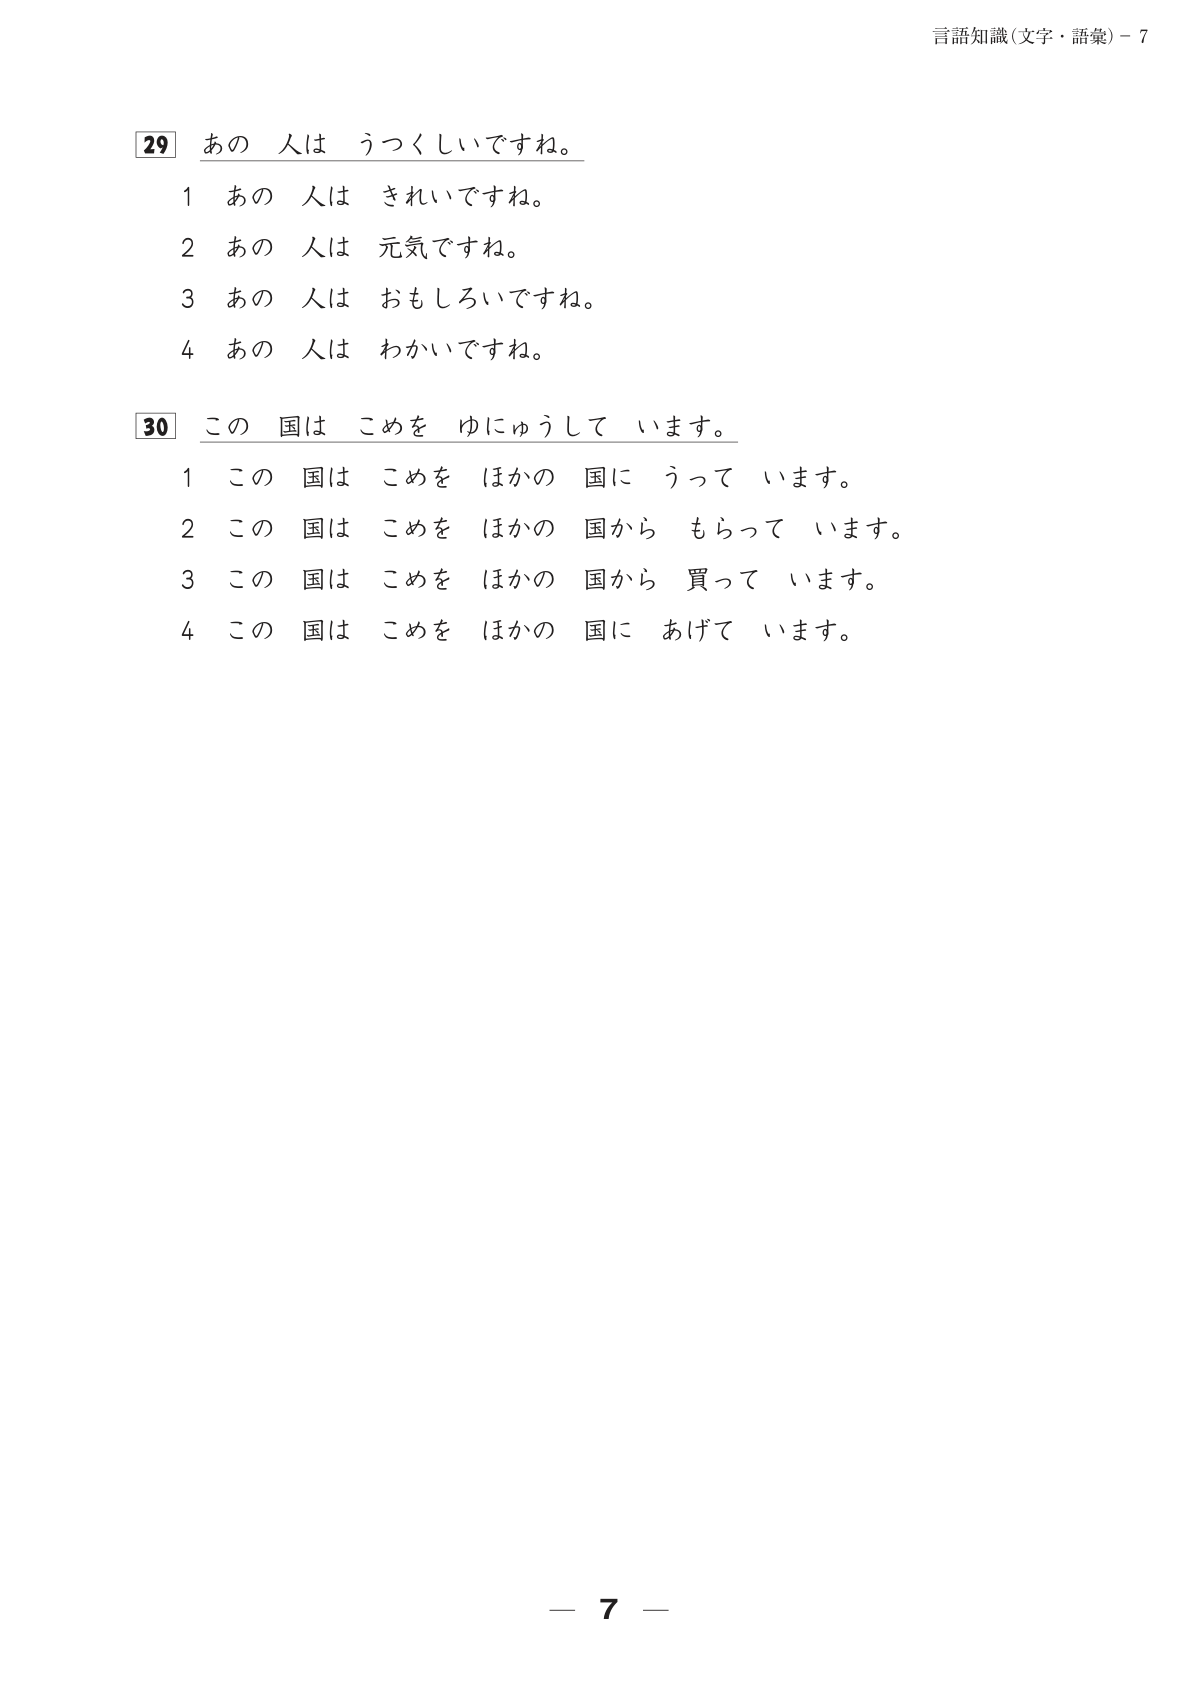 言語知識(文字・語彙)－ 7
29　あの　人は　うつくしいですね。
1　あの　人は　きれいですね。
2　あの　人は　元気ですね。
3　あの　人は　おもしろいですね。
4　あの　人は　わかいですね。
30　この　国は　こめを　ゆにゅうして　います。
1　この　国は　こめを　ほかの　国に　うって　います。
2　この　国は　こめを　ほかの　国から　もらって　います。
3　この　国は　こめを　ほかの　国から　買って　います。
4　この　国は　こめを　ほかの　国に　あげて　います。
— 7 —